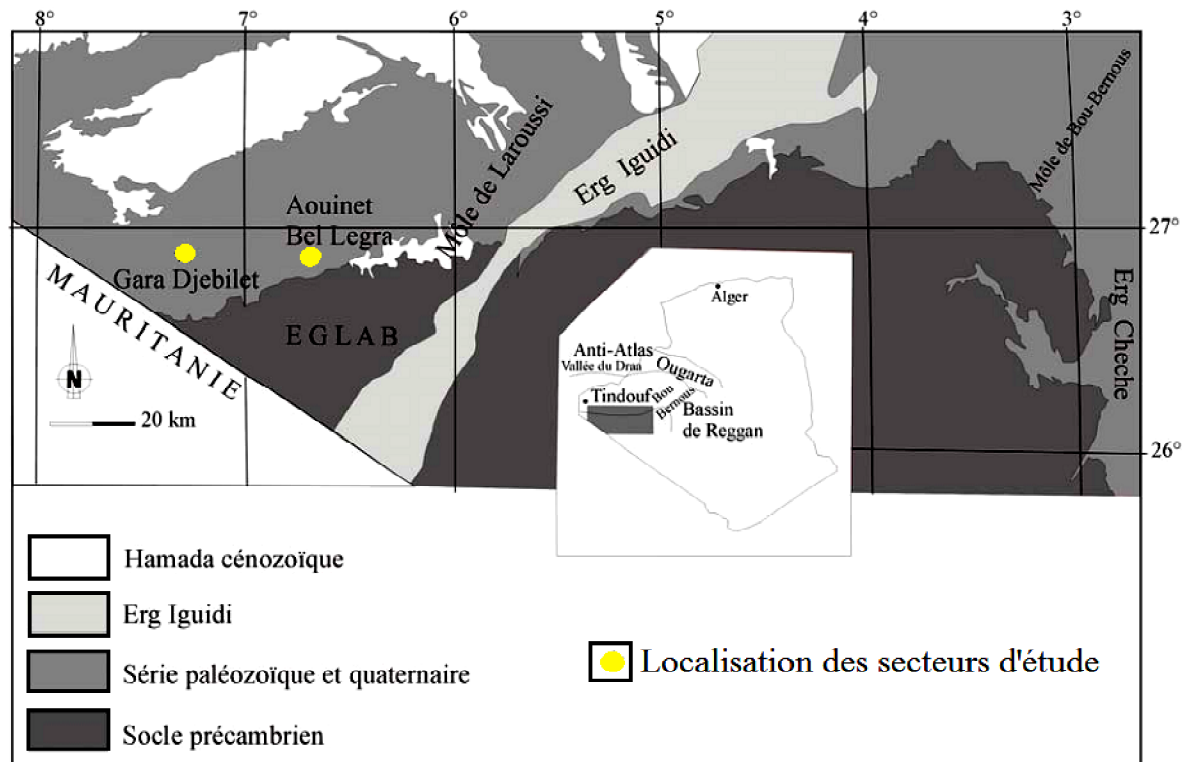 8° 7° 6° 5° 4° 3°
Môle de Bou-Bernous
Môle de Laroussi
Erg Iguidi
Aouinet
Bel Legra
27°
Gara Djebilet
MAURITANIE
EGLAB
Erg Cheche
N
20 km
Alger
Anti-Atlas
Vallée du Draa
Ougarta
Tindouf
Bou
Bernous
Bassin
de Reggan
26°
Hamada cénozoïque
Erg Iguidi
Série paléozoïque et quaternaire
Socle précambrien
Localisation des secteurs d'étude